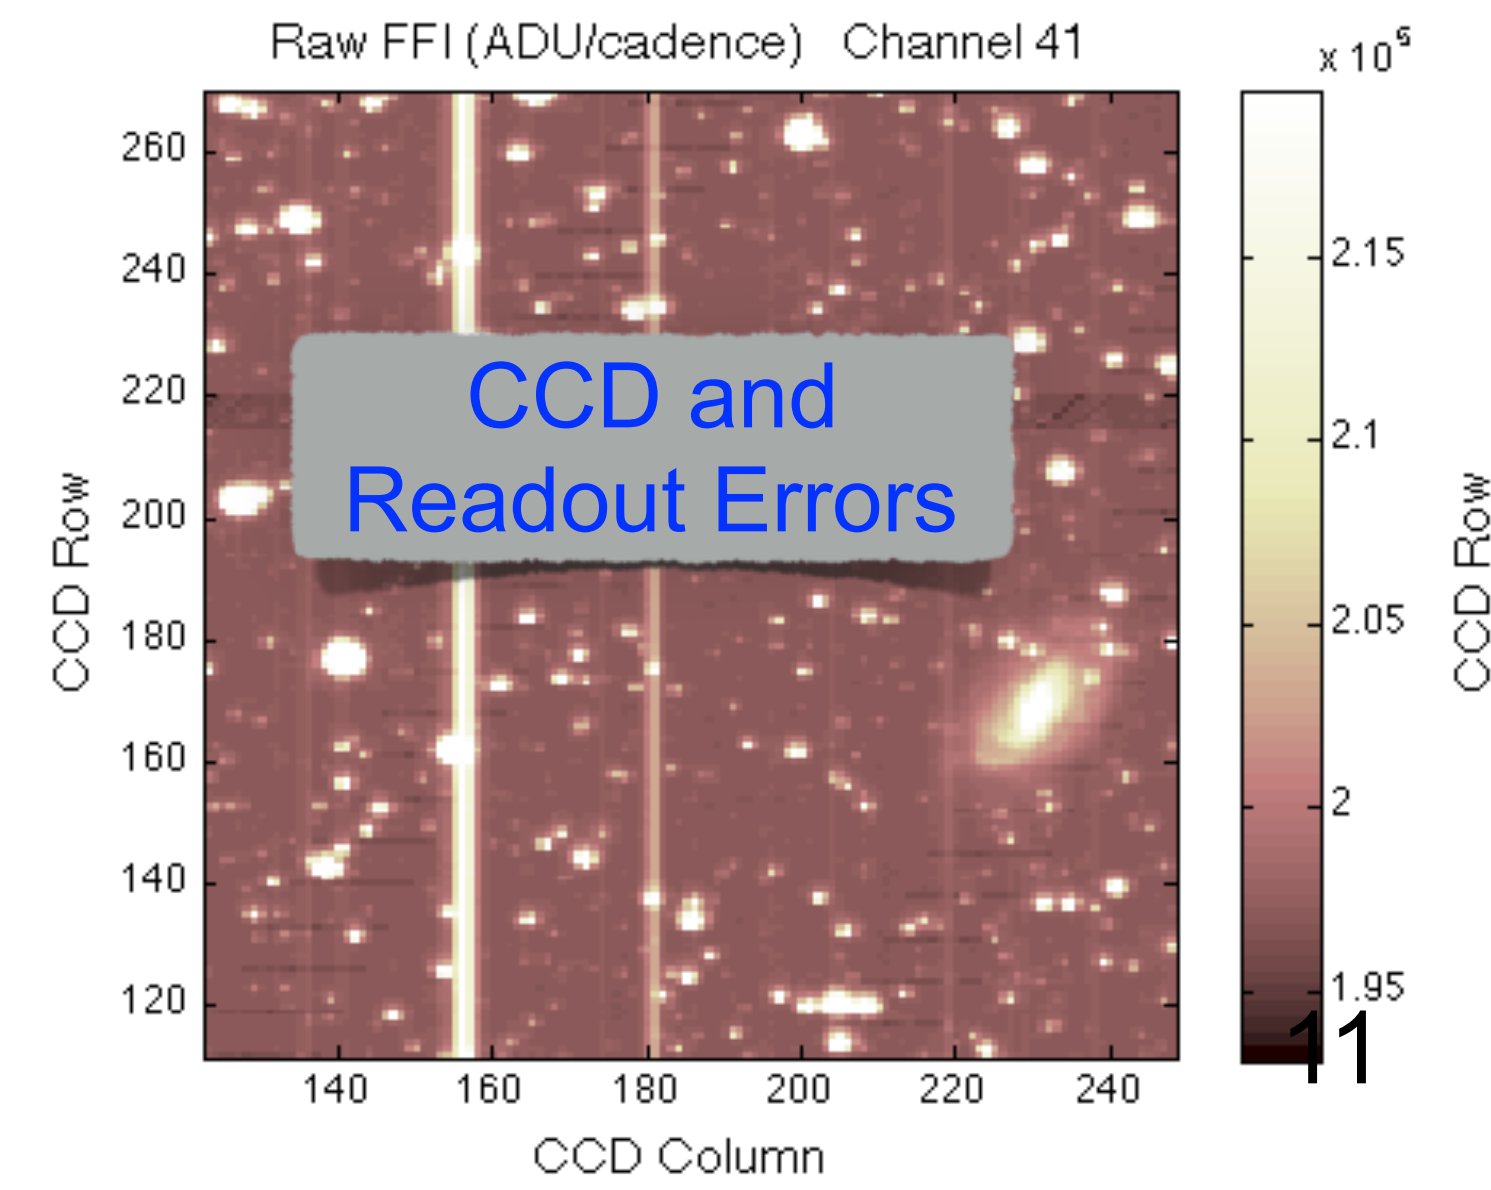 Raw FFI (ADU/cadence) Channel 41
x 10⁵
260
240
220
200
180
160
140
120
CCD Row
CCD and
Readout Errors
140 160 180 200 220 240
CCD Column
2.15
2.1
2.05
2
1.95
11
CCD Row